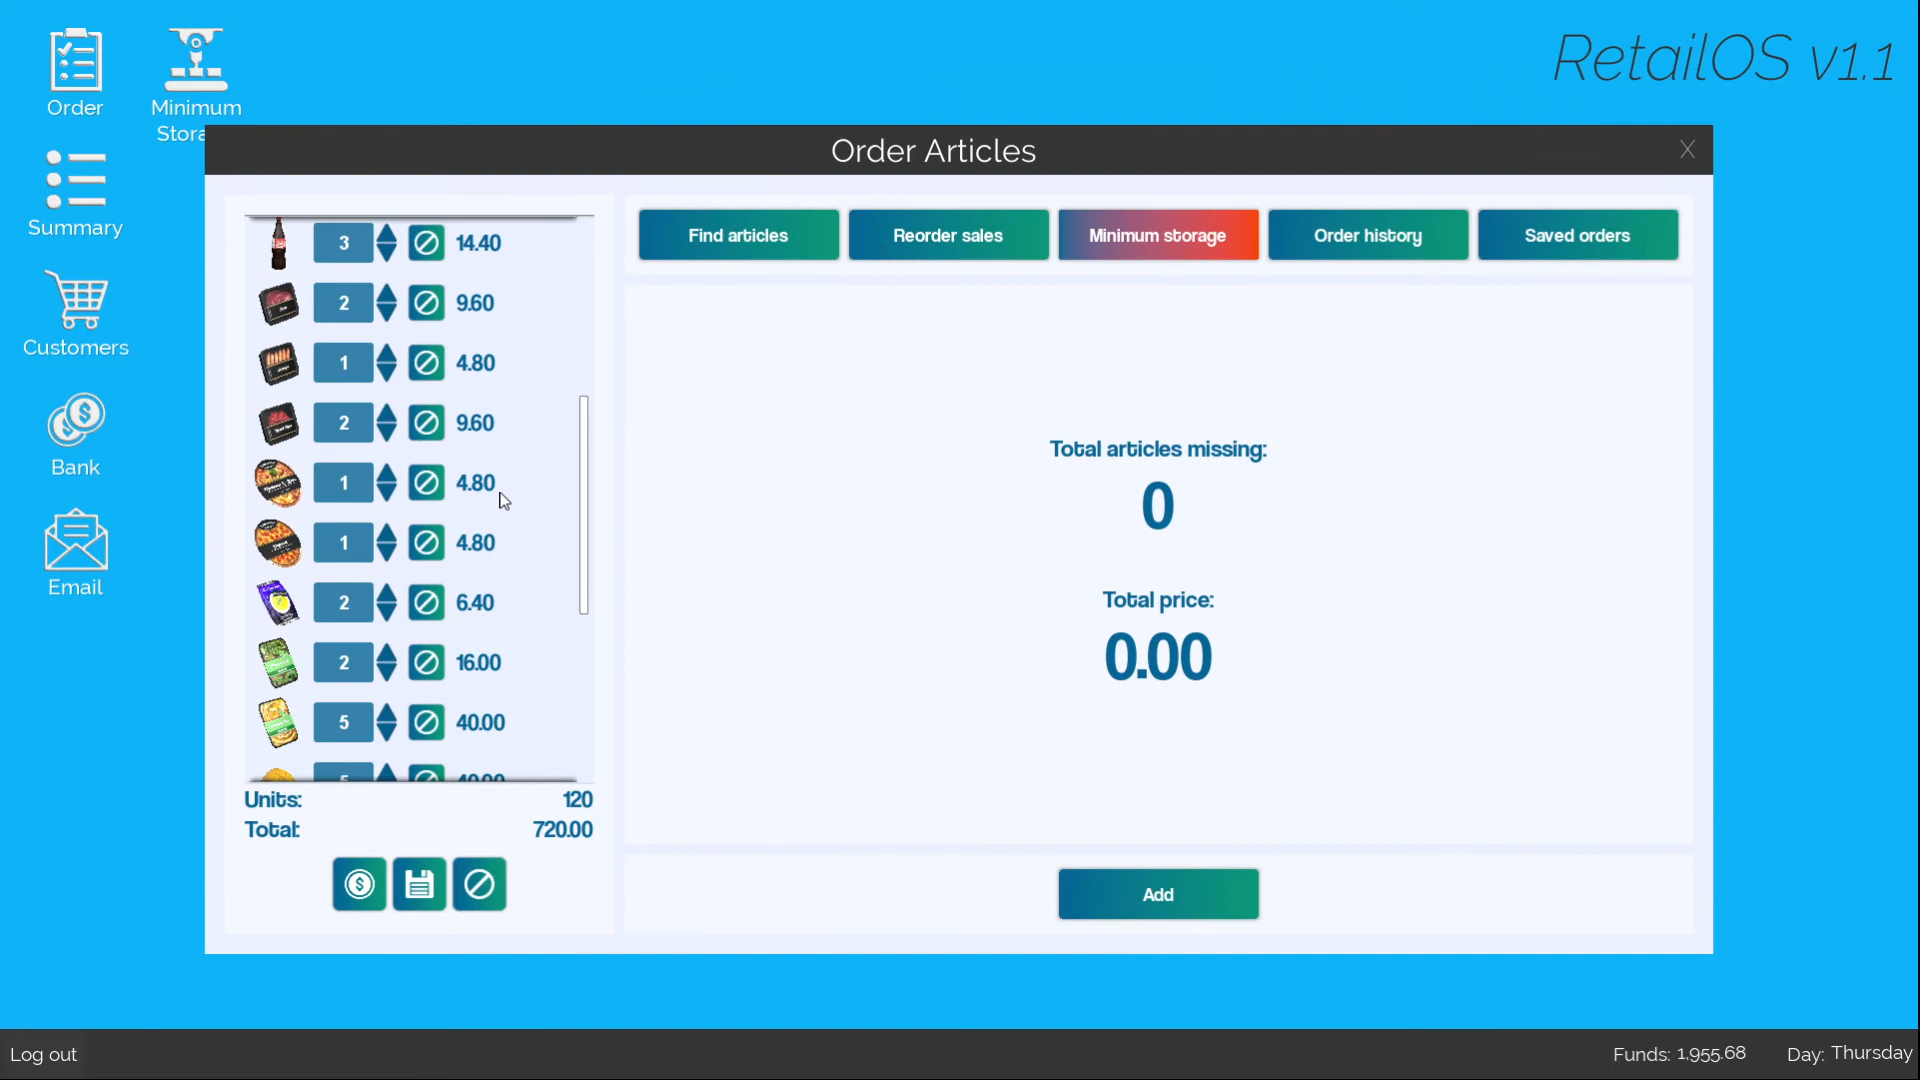 RetailOS v1.1
Order
Minimum
Stora
Summary
Customers
Bank
Email
Order Articles
X
3 14.40
2 9.60
1 4.80
2 9.60
1 4.80
1 4.80
2 6.40
2 16.00
5 40.00
5 40.00
Units: 120
Total: 720.00
Find articles
Reorder sales
Minimum storage
Order history
Saved orders
Total articles missing:
0
Total price:
0.00
Add
Log out
Funds: 1,955.68
Day: Thursday